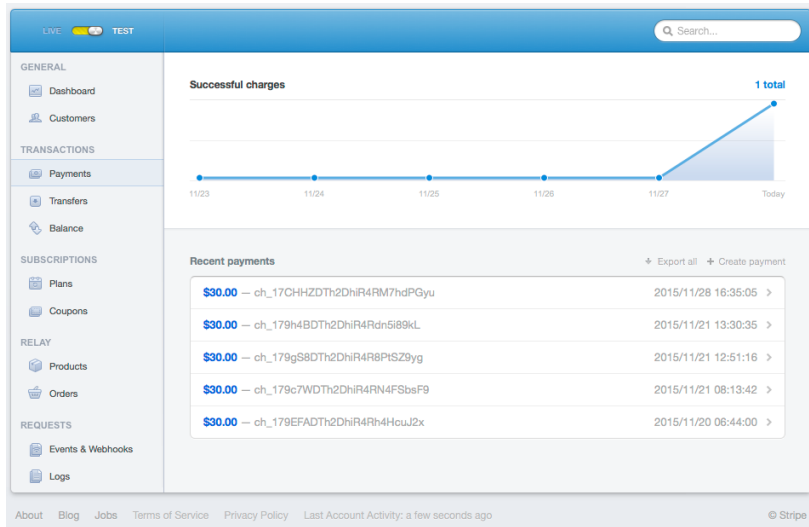 LIVE TEST
Search...
GENERAL
Dashboard
Customers
TRANSACTIONS
Payments
Transfers
Balance
SUBSCRIPTIONS
Plans
Coupons
RELAY
Products
Orders
REQUESTS
Events & Webhooks
Logs
Successful charges 1 total
11/23 11/24 11/25 11/26 11/27 Today
Recent payments Export all Create payment
$30.00 — ch_17CHHZDTh2DhiR4RM7hdPGyu 2015/11/28 16:35:05
$30.00 — ch_179h4BDTh2DhiR4Rdn5i89kL 2015/11/21 13:30:35
$30.00 — ch_179gS8DTh2DhiR4R8PtSZ9yg 2015/11/21 12:51:16
$30.00 — ch_179c7WDTh2DhiR4RN4FSbsF9 2015/11/21 08:13:42
$30.00 — ch_179EFADTh2DhiR4Rh4HcuJ2x 2015/11/20 06:44:00
About Blog Jobs Terms of Service Privacy Policy Last Account Activity: a few seconds ago © Stripe